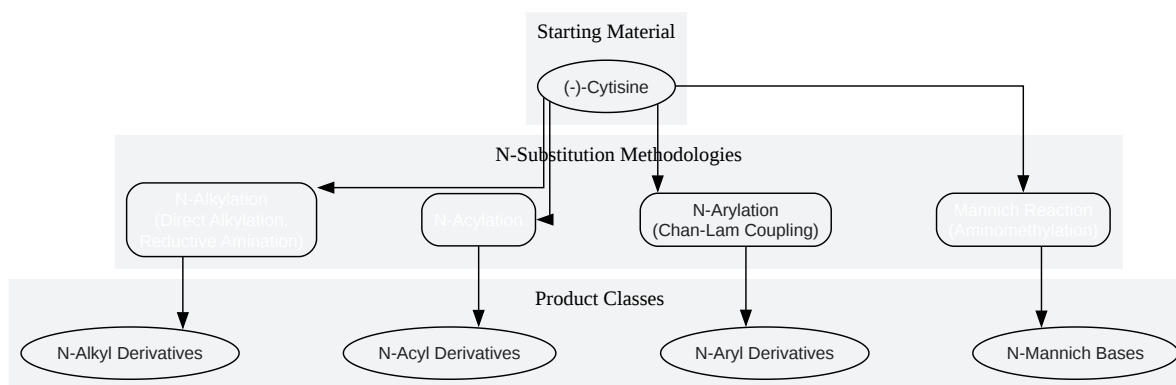 Starting Material
(-)-Cytisine
N-Substitution Methodologies
N-Alkylation
(Direct Alkylation,
Reductive Amination)
N-Acylation
N-Arylation
(Chan-Lam Coupling)
Mannich Reaction
(Aminomethylation)
Product Classes
N-Alkyl Derivatives
N-Acyl Derivatives
N-Aryl Derivatives
N-Mannich Bases